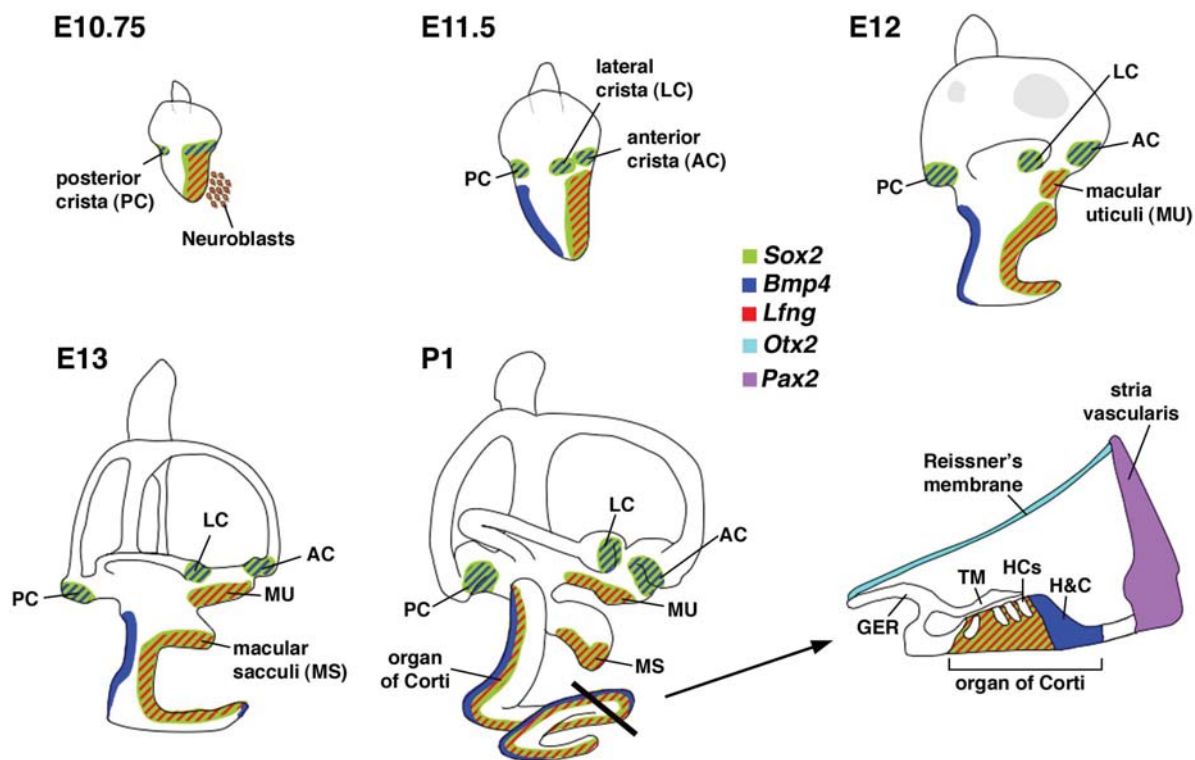 E10.75
posterior
crista (PC)
Neuroblasts
E11.5
lateral
crista (LC)
anterior
crista (AC)
PC
E12
LC
AC
PC
macular
uticuli (MU)
Sox2
Bmp4
Lfng
Otx2
Pax2
E13
LC
AC
PC
MU
macular
sacculi (MS)
P1
LC
AC
PC
MU
organ
of Corti
MS
stria
vascularis
Reissner's
membrane
TM
HCs
H&C
GER
organ of Corti